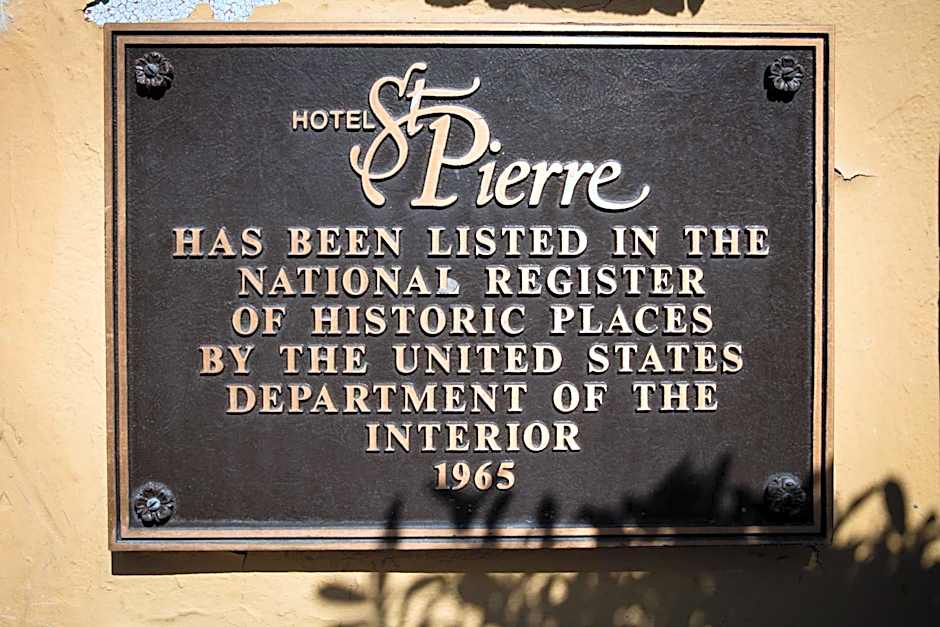 HOTEL St Pierre
HAS BEEN LISTED IN THE
NATIONAL REGISTER
OF HISTORIC PLACES
BY THE UNITED STATES
DEPARTMENT OF THE
INTERIOR
1965